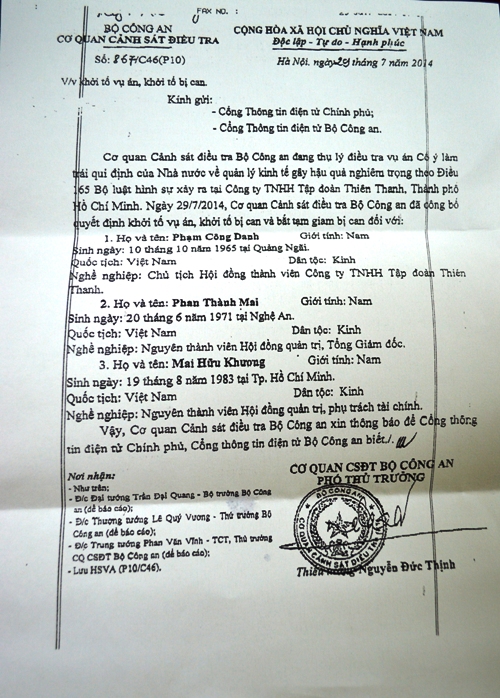 FAX NO. :
BỘ CÔNG AN
CƠ QUAN CẢNH SÁT ĐIỀU TRA
CỘNG HÒA XÃ HỘI CHỦ NGHĨA VIỆT NAM
Độc lập - Tự do - Hạnh phúc
Số: 867/C46(P10)
Hà Nội, ngày 29 tháng 7 năm 2014
V/v khởi tố vụ án, khởi tố bị can.
Kính gửi:
- Cổng Thông tin điện tử Chính phủ;
- Cổng Thông tin điện tử Bộ Công an.
Cơ quan Cảnh sát điều tra Bộ Công an đang thụ lý điều tra vụ án Cố ý làm
trái qui định của Nhà nước về quản lý kinh tế gây hậu quả nghiêm trọng theo Điều
165 Bộ luật hình sự xảy ra tại Công ty TNHH Tập đoàn Thiên Thanh, Thành phố
Hồ Chí Minh. Ngày 29/7/2014, Cơ quan Cảnh sát điều tra Bộ Công an đã công bố
quyết định khởi tố vụ án, khởi tố bị can và bắt tạm giam bị can đối với:
1. Họ và tên: Phạm Công Danh Giới tính: Nam
Sinh ngày: 10 tháng 10 năm 1965 tại Quảng Ngãi.
Quốc tịch: Việt Nam Dân tộc: Kinh
Nghề nghiệp: Chủ tịch Hội đồng thành viên Công ty TNHH Tập đoàn Thiên
Thanh.
2. Họ và tên: Phan Thành Mai Giới tính: Nam
Sinh ngày: 20 tháng 6 năm 1971 tại Nghệ An.
Quốc tịch: Việt Nam Dân tộc: Kinh
Nghề nghiệp: Nguyên thành viên Hội đồng quản trị, Tổng Giám đốc.
3. Họ và tên: Mai Hữu Khương Giới tính: Nam
Sinh ngày: 19 tháng 8 năm 1983 tại Tp. Hồ Chí Minh.
Quốc tịch: Việt Nam Dân tộc: Kinh
Nghề nghiệp: Nguyên thành viên Hội đồng quản trị, phụ trách tài chính.
Vậy, Cơ quan Cảnh sát điều tra Bộ Công an xin thông báo để Cổng thông
tin điện tử Chính phủ, Cổng thông tin điện tử Bộ Công an biết./.
Nơi nhận:
- Như trên;
- Đ/c Đại tướng Trần Đại Quang - Bộ trưởng Bộ Công
an (để báo cáo);
- Đ/c Thượng tướng Lê Quý Vương - Thủ trưởng Bộ
Công an (để báo cáo);
- Đ/c Trung tướng Phan Văn Vĩnh - TCT, Thủ trưởng
CQ CSĐT Bộ Công an (để báo cáo);
- Lưu HSVA (P10/C46).
CƠ QUAN CSĐT BỘ CÔNG AN
PHÓ THỦ TRƯỞNG
BỘ CÔNG AN
CƠ QUAN CẢNH SÁT ĐIỀU TRA
Thiếu tướng Nguyễn Đức Thịnh